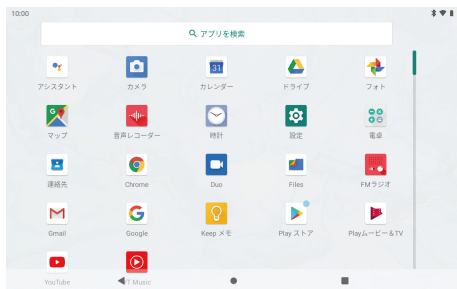 10:00
アプリを検索
31
アシスタント
カメラ
カレンダー
ドライブ
フォト
マップ
音声レコーダー
時計
設定
電卓
連絡先
Chrome
Duo
Files
FMラジオ
Gmail
Google
Keep メモ
Play ストア
Playムービー＆TV
YouTube
T Music